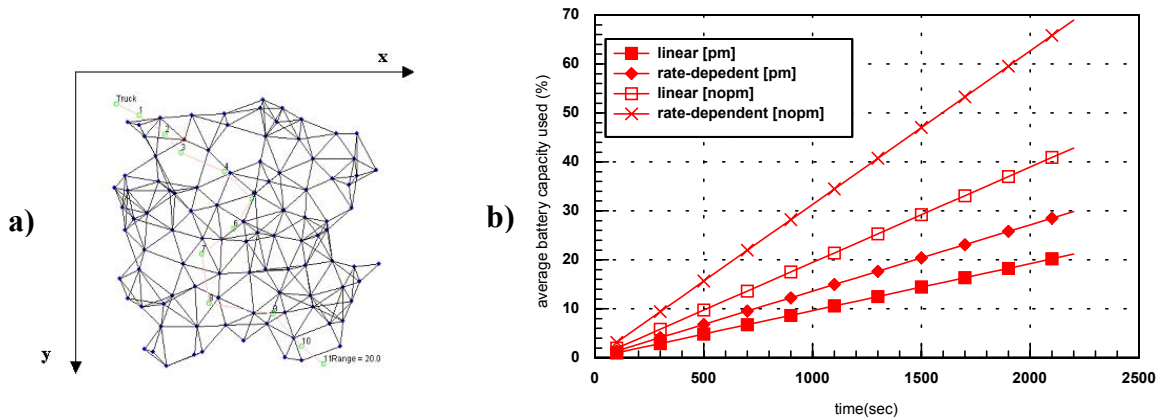 a)
x
y
Truck
1
2
3
4
5
6
7
8
9
10
11Range = 20.0
b)
average battery capacity used (%)
70
60
50
40
30
20
10
0
linear [pm]
rate-depedent [pm]
linear [nopm]
rate-dependent [nopm]
0 500 1000 1500 2000 2500
time(sec)